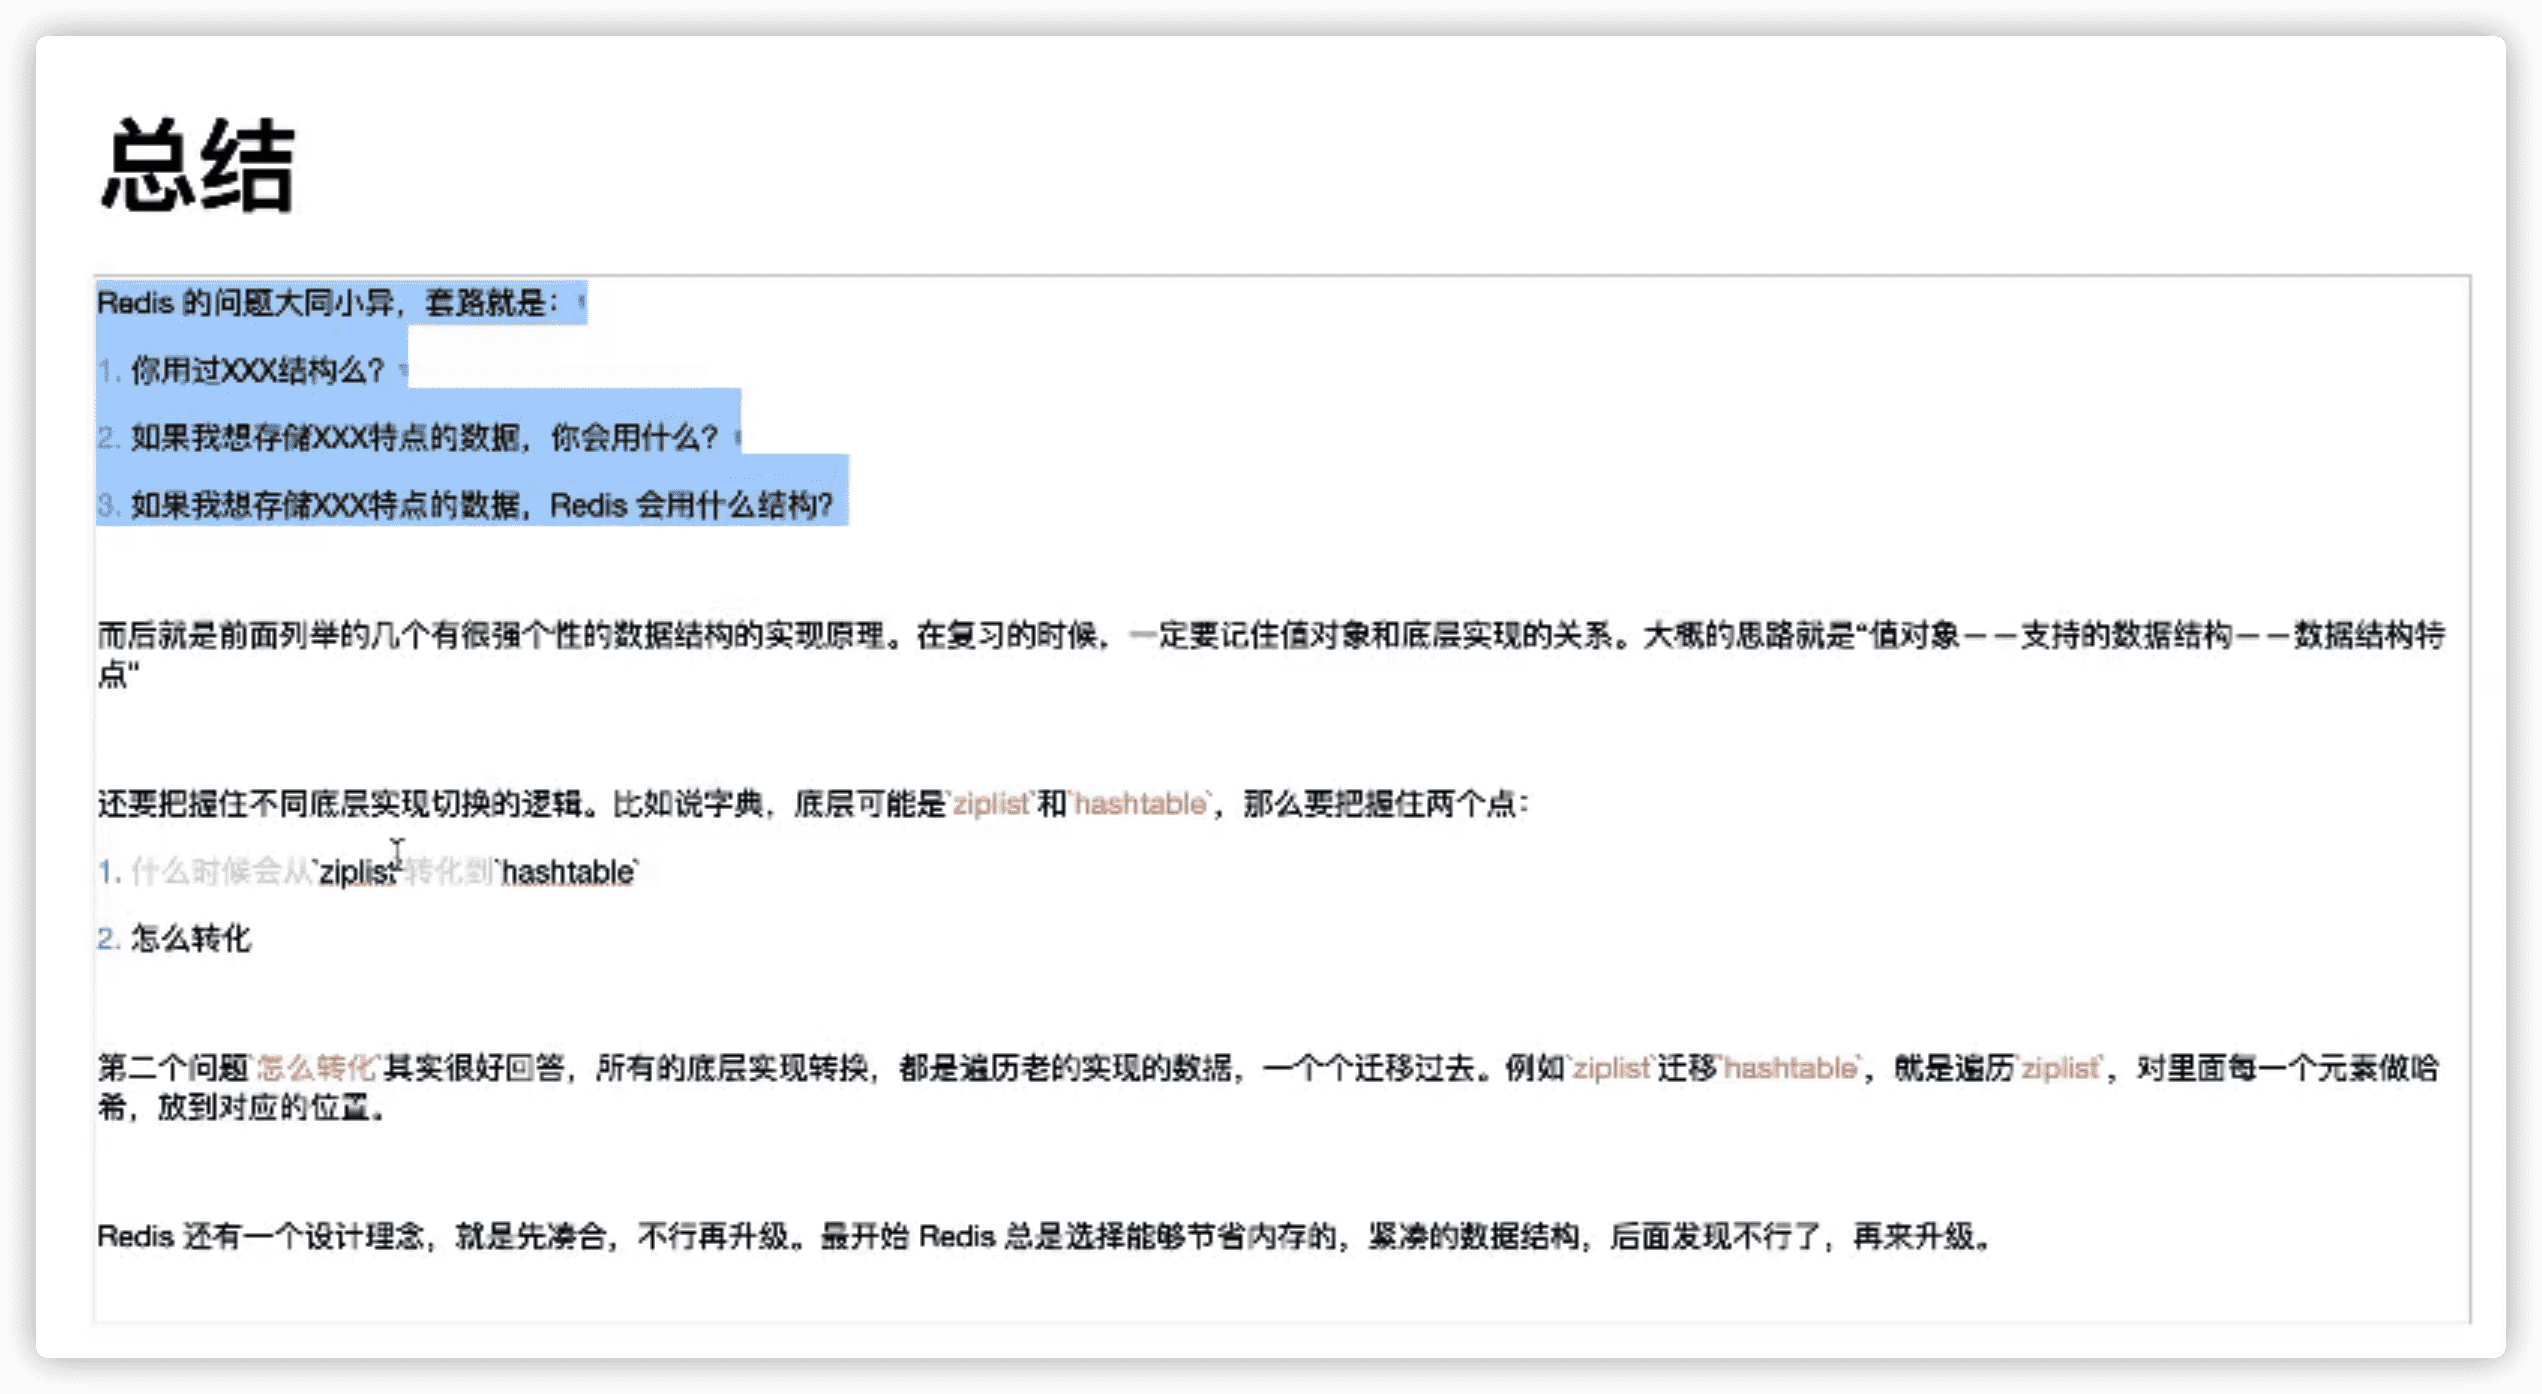 总结
Redis 的问题大同小异，套路就是：
1. 你用过XXX结构么？
2. 如果我想存储XXX特点的数据，你会用什么？
3. 如果我想存储XXX特点的数据，Redis 会用什么结构?
而后就是前面列举的几个有很强个性的数据结构的实现原理。在复习的时候，一定要记住值对象和底层实现的关系。大概的思路就是“值对象——支持的数据结构——数据结构特
点"
还要把握住不同底层实现切换的逻辑。比如说字典，底层可能是`ziplist`和`hashtable`，那么要把握住两个点：
1. 什么时候会从`ziplist`转化到`hashtable`
2. 怎么转化
第二个问题`怎么转化`其实很好回答，所有的底层实现转换，都是遍历老的实现的数据，一个个迁移过去。例如`ziplist`迁移`hashtable`，就是遍历`ziplist`，对里面每一个元素做哈
希，放到对应的位置。
Redis 还有一个设计理念，就是先凑合，不行再升级。最开始 Redis 总是选择能够节省内存的，紧凑的数据结构，后面发现不行了，再来升级。